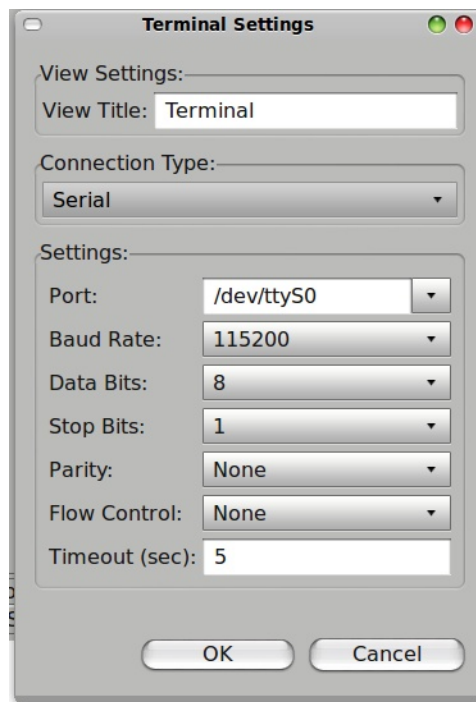 Terminal Settings
View Settings:
View Title: Terminal
Connection Type:
Serial
Settings:
Port: /dev/ttyS0
Baud Rate: 115200
Data Bits: 8
Stop Bits: 1
Parity: None
Flow Control: None
Timeout (sec): 5
OK Cancel